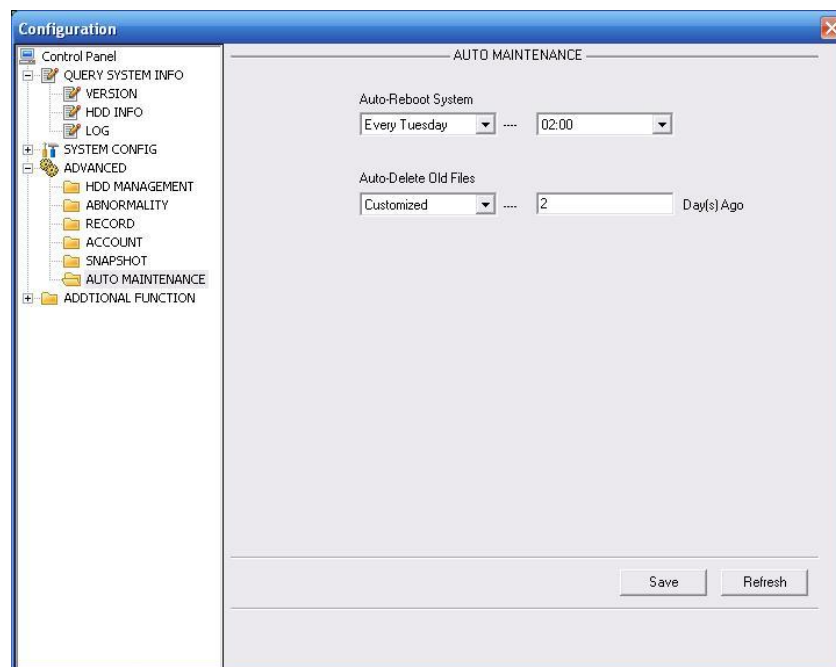 Configuration
Control Panel
QUERY SYSTEM INFO
VERSION
HDD INFO
LOG
SYSTEM CONFIG
ADVANCED
HDD MANAGEMENT
ABNORMALITY
RECORD
ACCOUNT
SNAPSHOT
AUTO MAINTENANCE
ADDTIONAL FUNCTION
AUTO MAINTENANCE
Auto-Reboot System
Every Tuesday ---- 02:00
Auto-Delete Old Files
Customized ---- 2 Day(s) Ago
Save Refresh